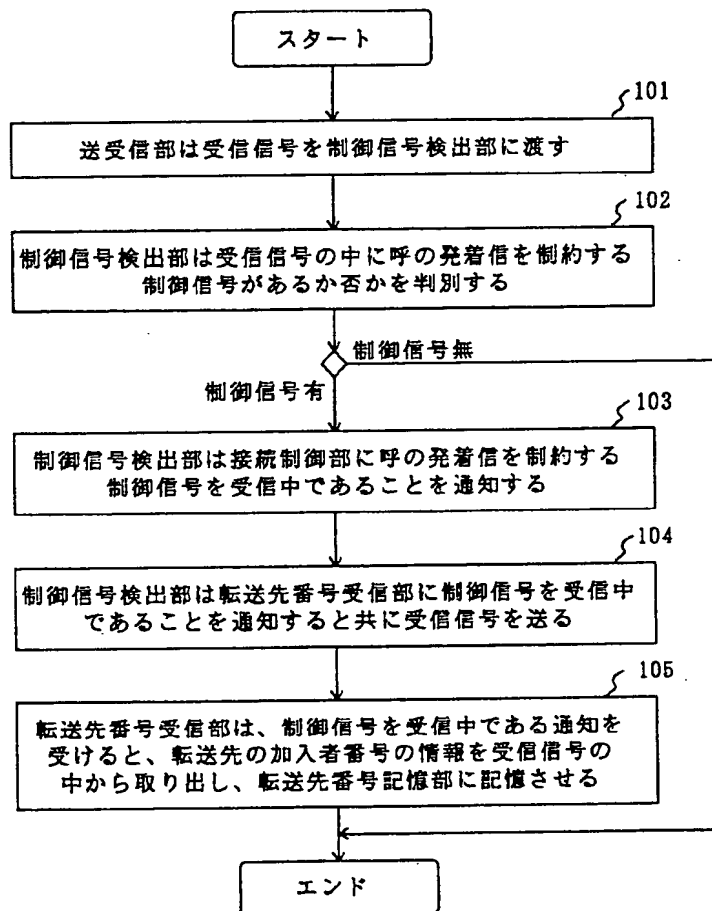 スタート
101
送受信部は受信信号を制御信号検出部に渡す
102
制御信号検出部は受信信号の中に呼の発着信を制約する
制御信号があるか否かを判別する
制御信号無
制御信号有
103
制御信号検出部は接続制御部に呼の発着信を制約する
制御信号を受信中であることを通知する
104
制御信号検出部は転送先番号受信部に制御信号を受信中
であることを通知すると共に受信信号を送る
105
転送先番号受信部は、制御信号を受信中である通知を
受けると、転送先の加入者番号の情報を受信信号の
中から取り出し、転送先番号記憶部に記憶させる
エンド